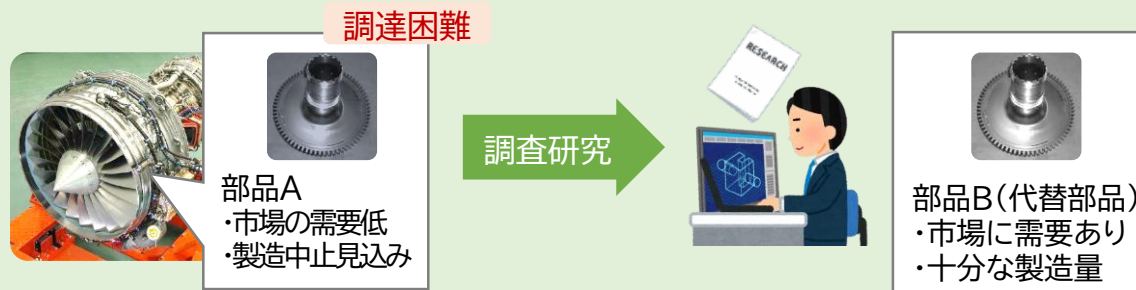 調達困難
部品A
・市場の需要低
・製造中止見込み
調査研究
RESEARCH
部品B(代替部品)
・市場に需要あり
・十分な製造量